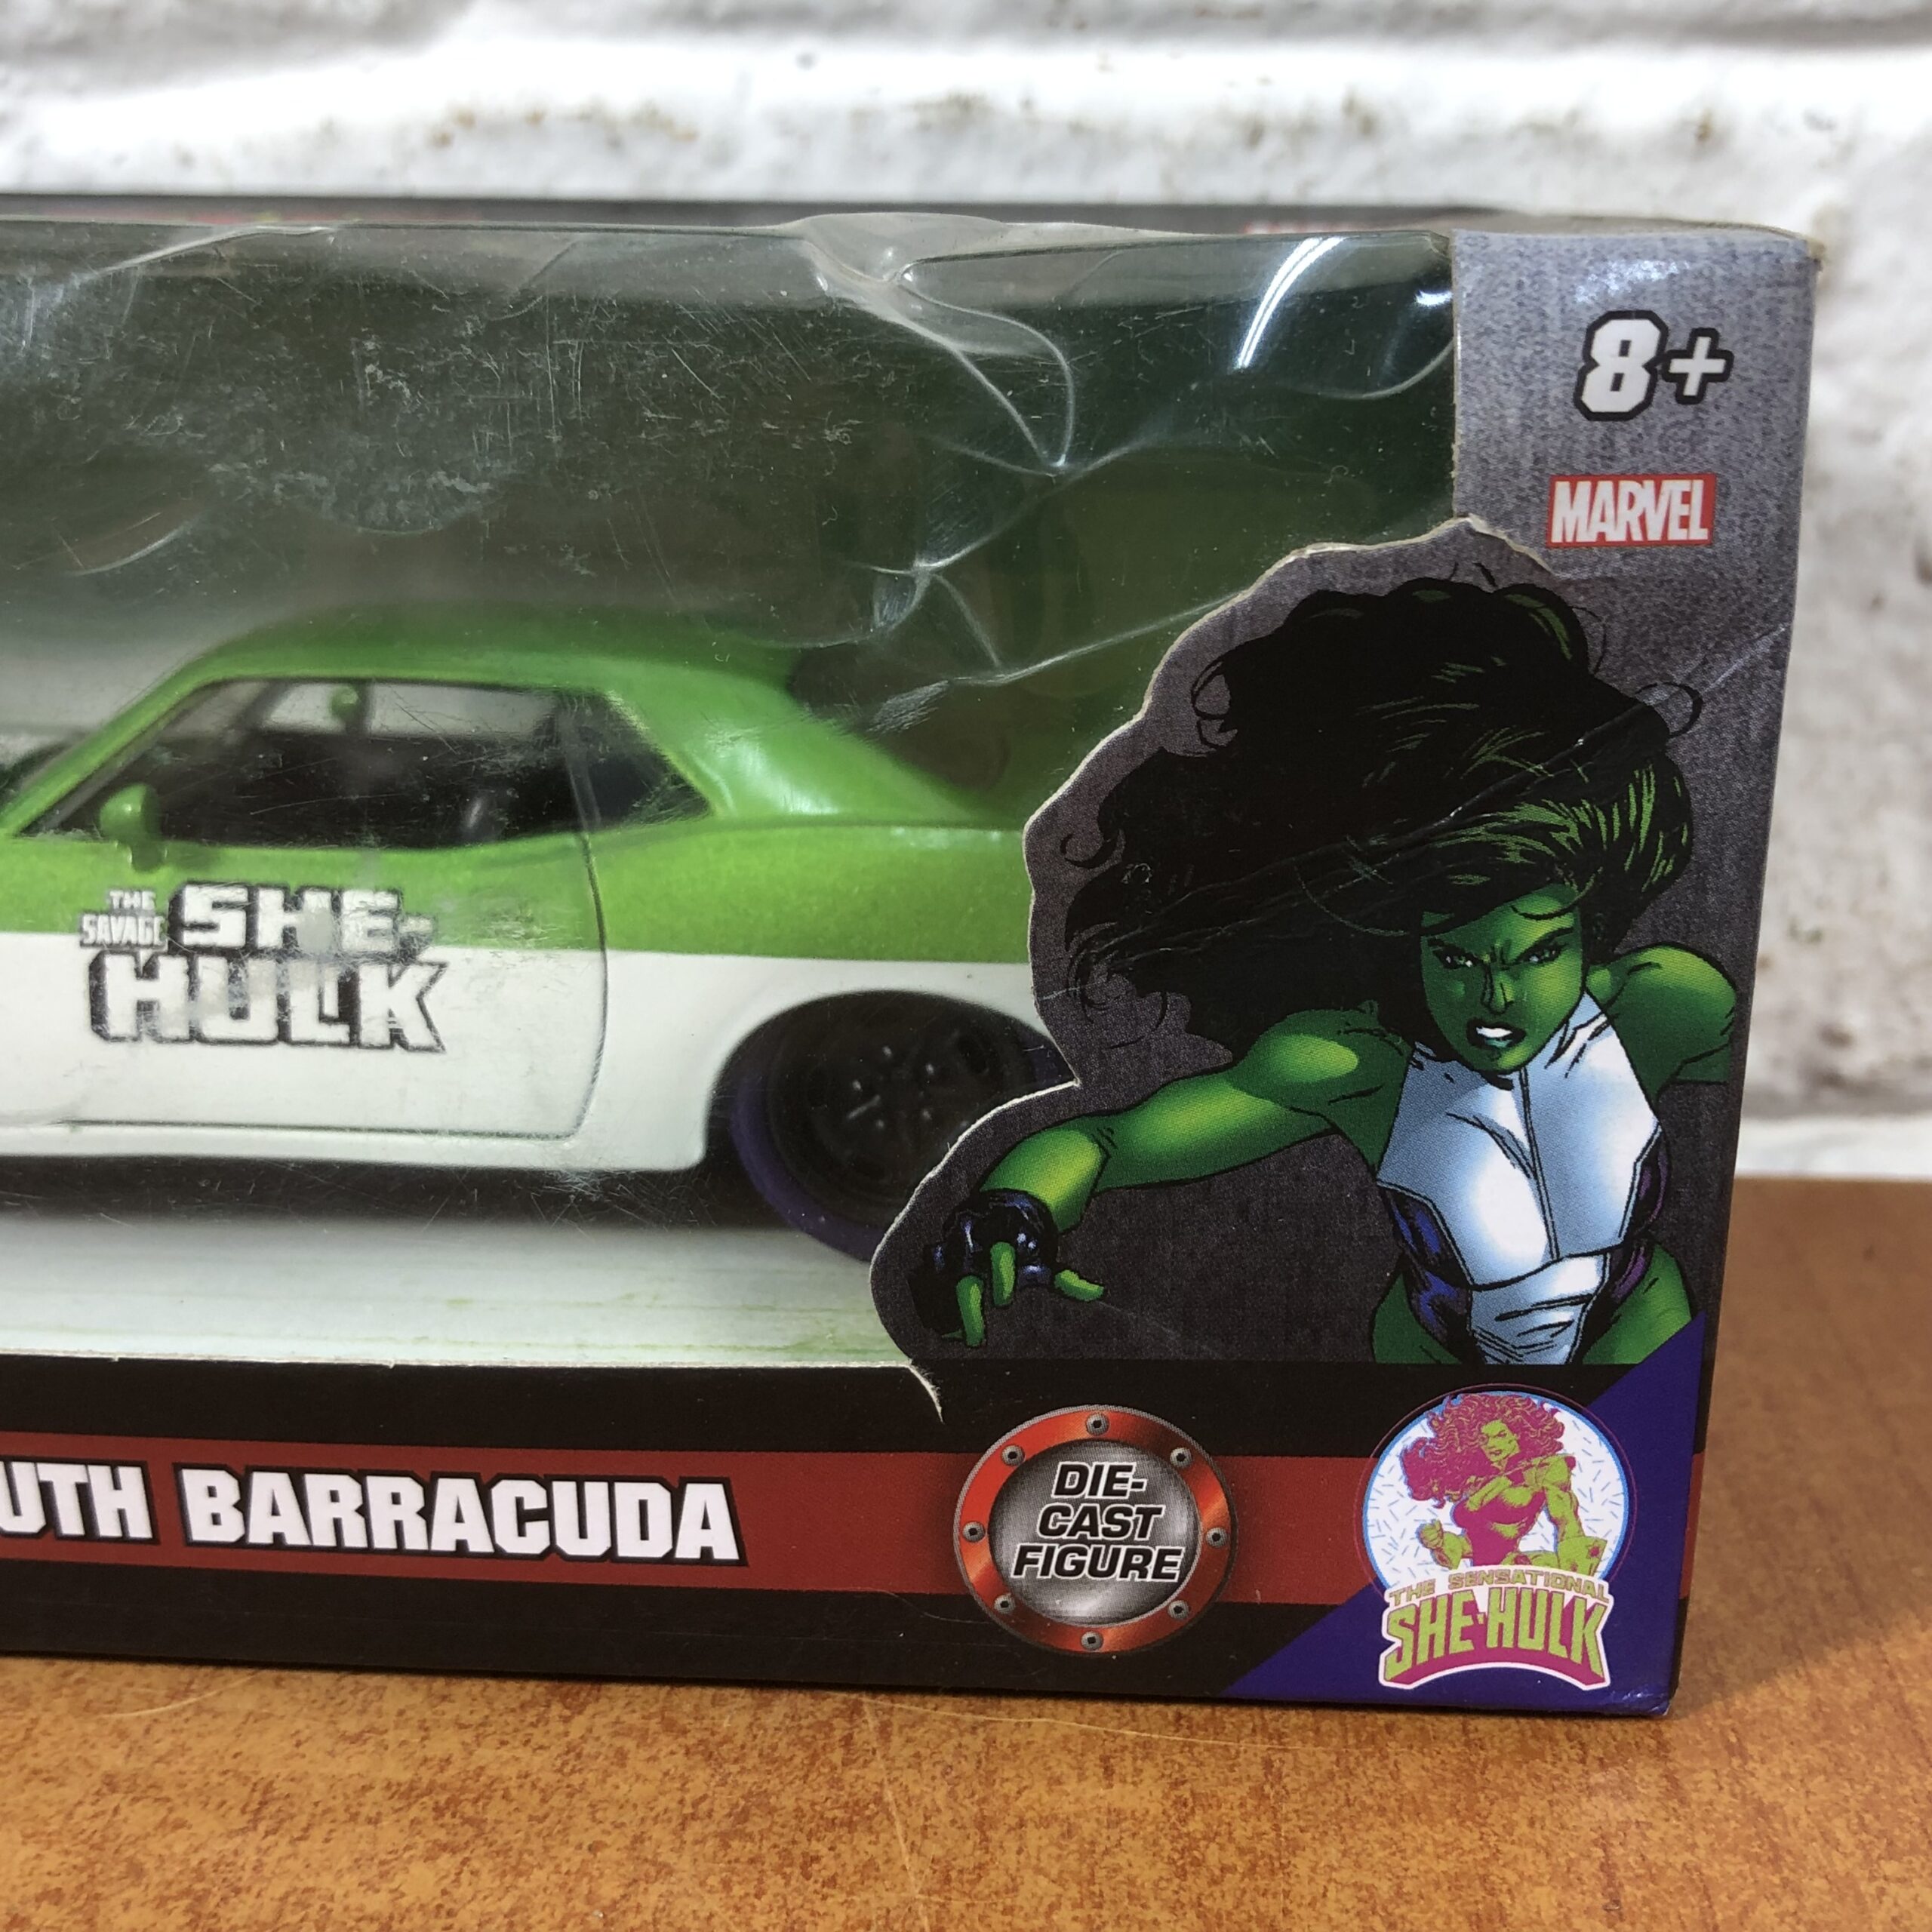 8+
MARVEL
THE
SAVAGE SHE-
HULK
UTH BARRACUDA
DIE-
CAST
FIGURE
THE SENSATIONAL
SHE-HULK